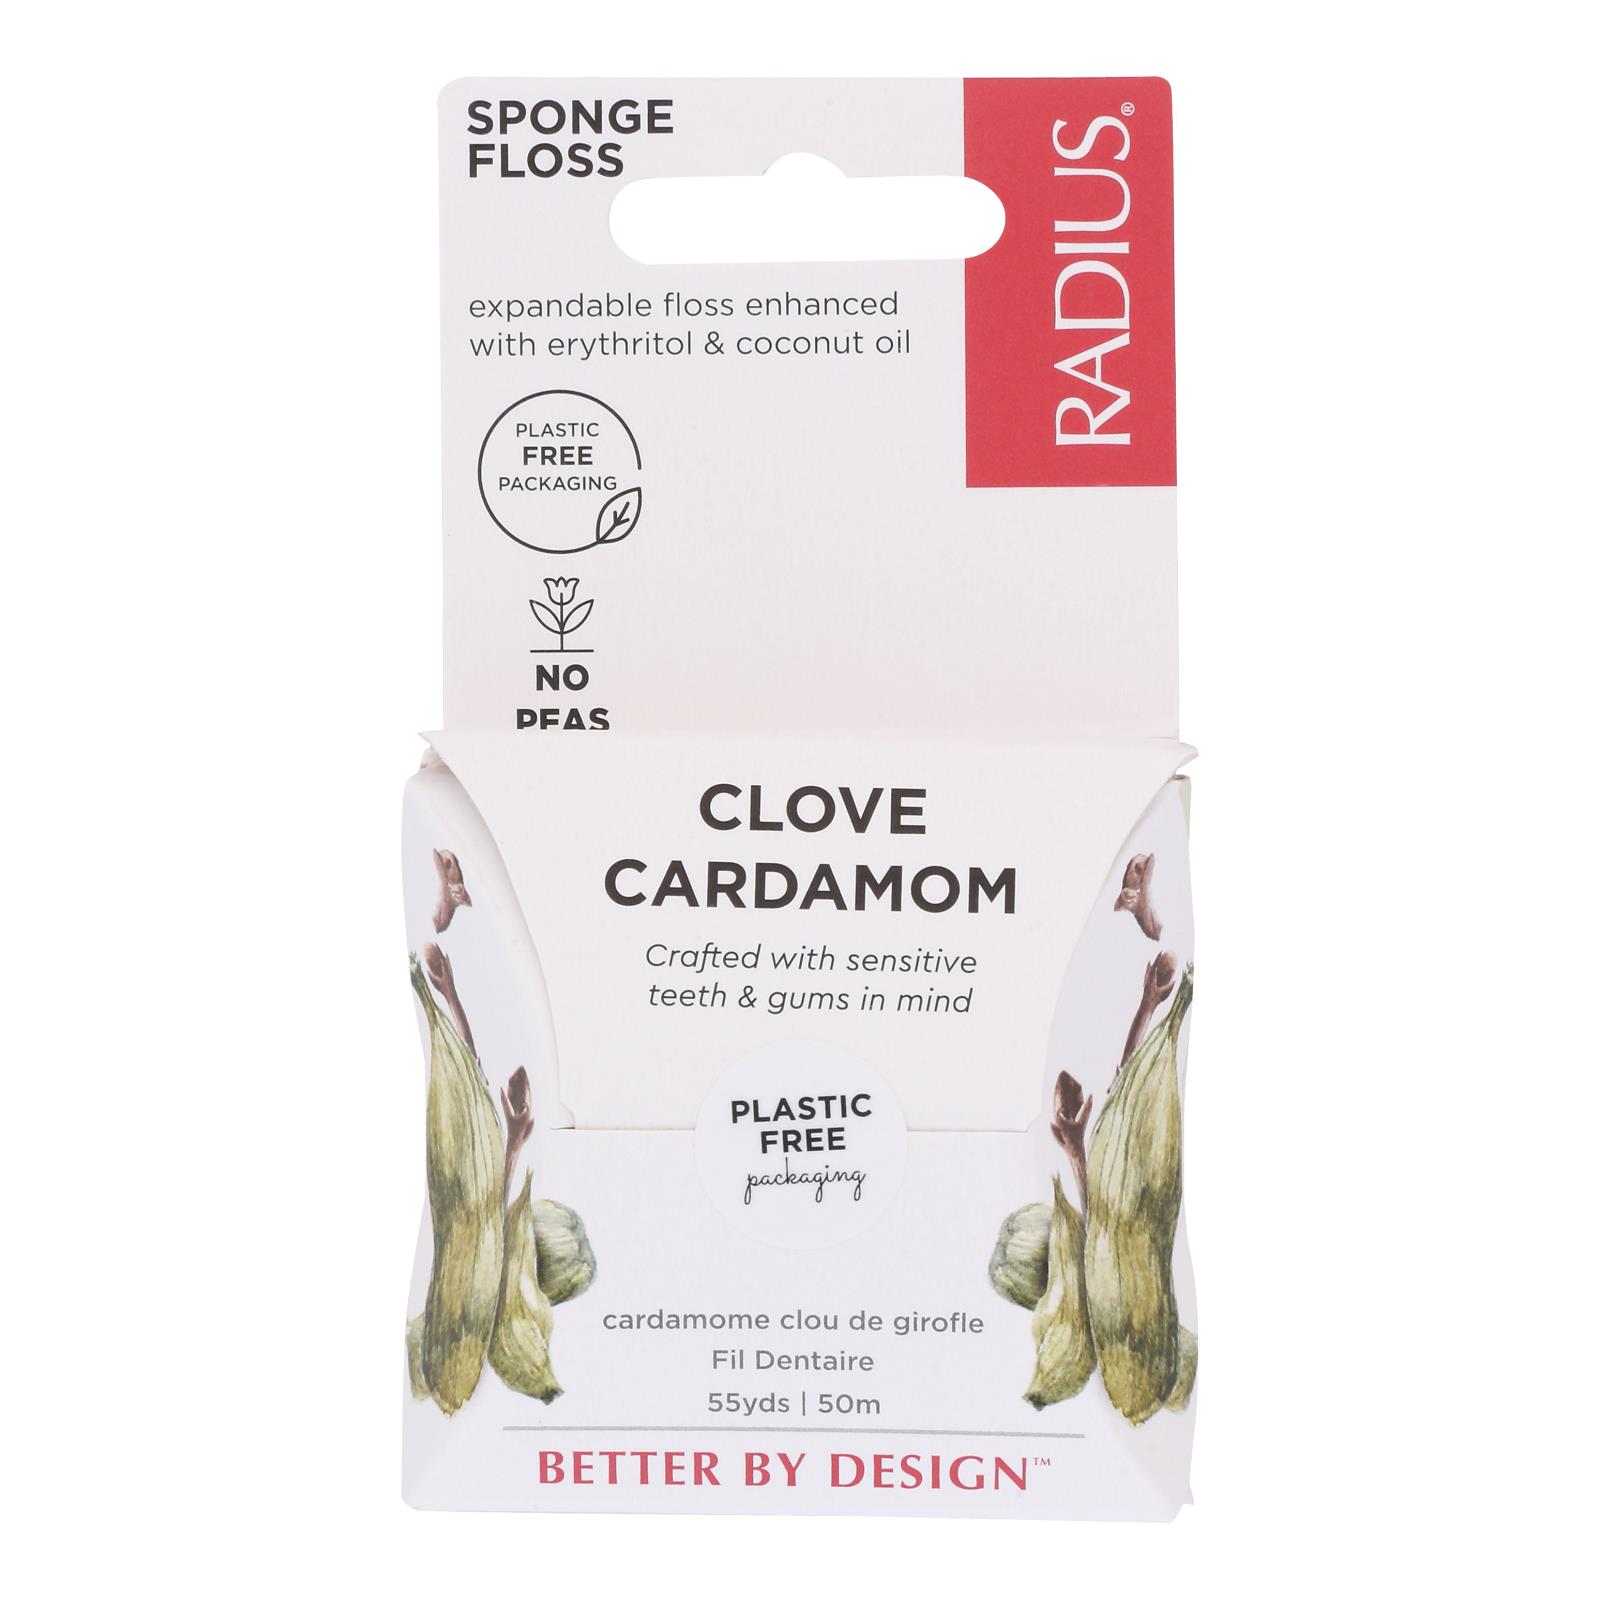 SPONGE
FLOSS
RADIUS®
expandable floss enhanced
with erythritol & coconut oil
PLASTIC
FREE
PACKAGING
NO
PFAS
CLOVE
CARDAMOM
Crafted with sensitive
teeth & gums in mind
PLASTIC
FREE
packaging
cardamome clou de girofle
Fil Dentaire
55yds | 50m
BETTER BY DESIGN™